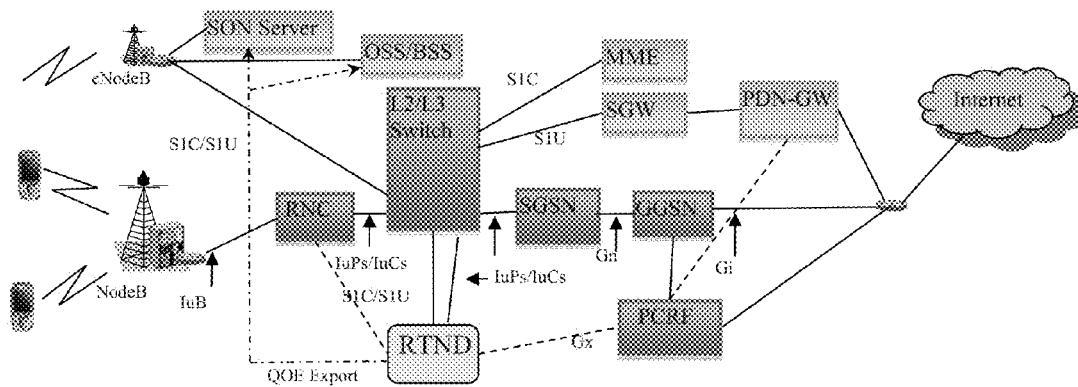 SON Server
OSS/BSS
eNodeB
S1C
MME
L2/L3
Switch
SGW
PDN-GW
Internet
S1U
S1C/S1U
RNC
SGSN
GGSN
IuPs/IuCs
Gn
Gi
IuPs/IuCs
NodeB
IuB
S1C/S1U
PCRF
RTND
Gx
QOE Export